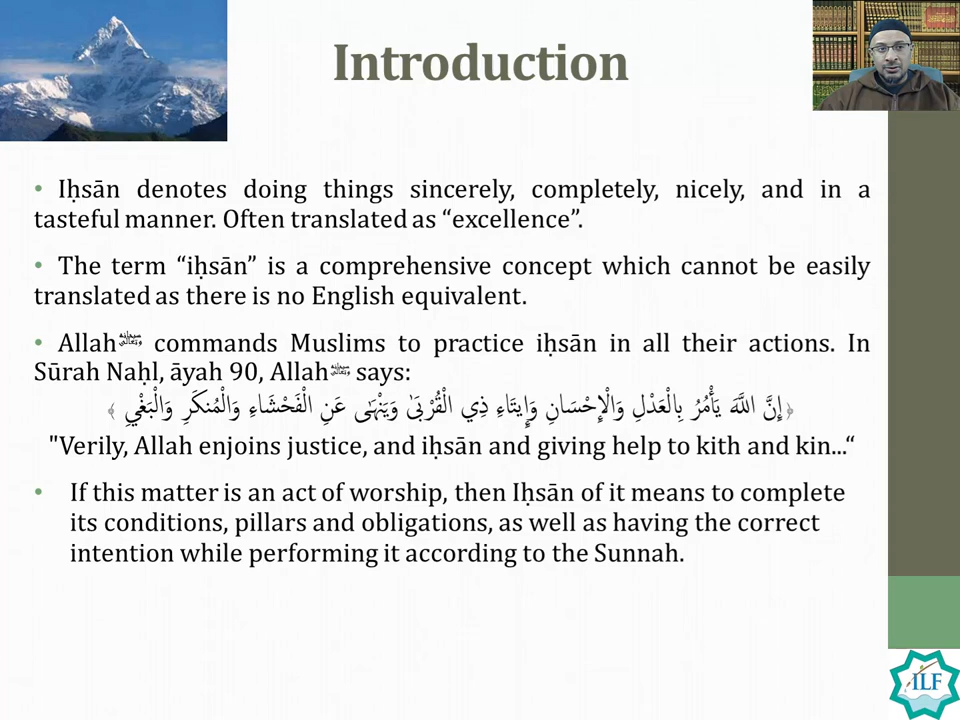 Introduction
• Iḥsān denotes doing things sincerely, completely, nicely, and in a
tasteful manner. Often translated as “excellence”.
• The term “iḥsān” is a comprehensive concept which cannot be easily
translated as there is no English equivalent.
• Allah commands Muslims to practice iḥsān in all their actions. In
Sūrah Naḥl, āyah 90, Allah says:
﴿إِنَّ اللَّهَ يَأْمُرُ بِالْعَدْلِ وَالْإِحْسَانِ وَإِيتَاءِ ذِي الْقُرْبَىٰ وَيَنْهَىٰ عَنِ الْفَحْشَاءِ وَالْمُنكَرِ وَالْبَغْيِ ﴾
"Verily, Allah enjoins justice, and iḥsān and giving help to kith and kin...“
• If this matter is an act of worship, then Iḥsān of it means to complete
its conditions, pillars and obligations, as well as having the correct
intention while performing it according to the Sunnah.
ILF